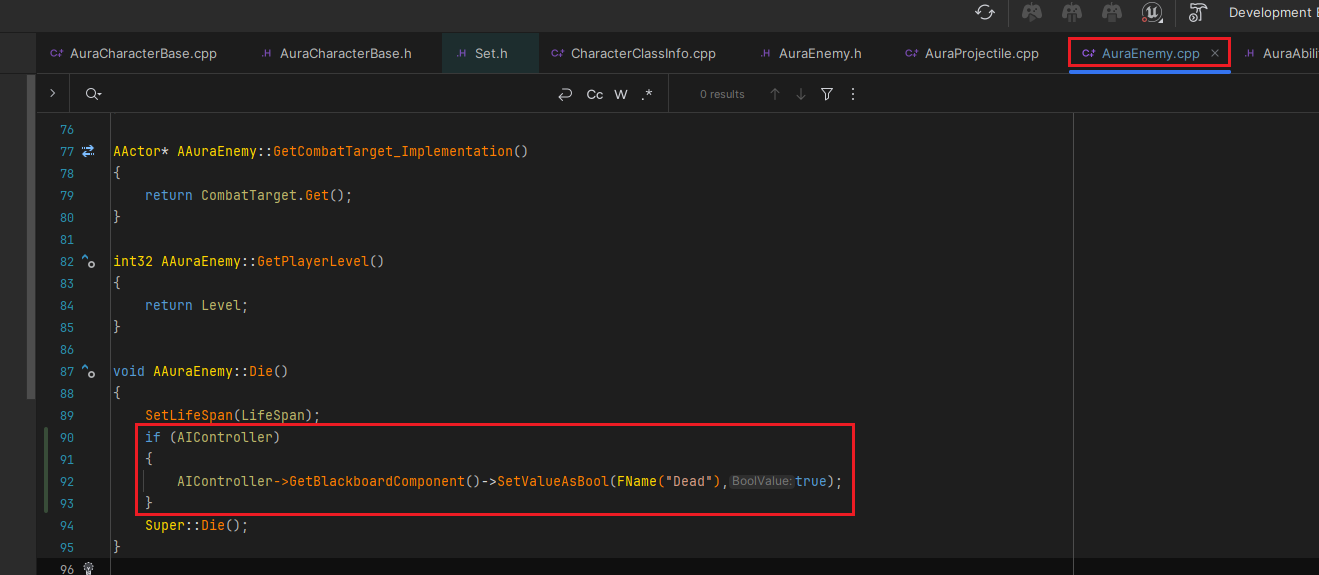 Development
AuraCharacterBase.cpp
AuraCharacterBase.h
Set.h
CharacterClassInfo.cpp
AuraEnemy.h
AuraProjectile.cpp
AuraEnemy.cpp
AuraAbili
Cc W .* 0 results
76
77 AActor* AAuraEnemy::GetCombatTarget_Implementation()
78 {
79 return CombatTarget.Get();
80 }
81
82 int32 AAuraEnemy::GetPlayerLevel()
83 {
84 return Level;
85 }
86
87 void AAuraEnemy::Die()
88 {
89 SetLifeSpan(LifeSpan);
90 if (AIController)
91 {
92 AIController->GetBlackboardComponent()->SetValueAsBool(FName("Dead"), BoolValue: true);
93 }
94 Super::Die();
95 }
96